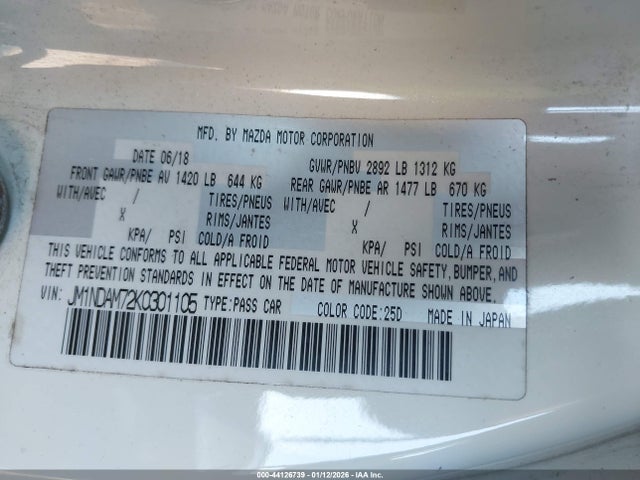 MFD. BY MAZDA MOTOR CORPORATION
DATE 06/18 GVWR/PNBV 2892 LB 1312 KG
FRONT GAWR/PNBE AV 1420 LB 644 KG REAR GAWR/PNBE AR 1477 LB 670 KG
WITH/AVEC / TIRES/PNEUS WITH/AVEC / TIRES/PNEUS
X RIMS/JANTES X RIMS/JANTES
KPA/ PSI COLD/A FROID KPA/ PSI COLD/A FROID
THIS VEHICLE CONFORMS TO ALL APPLICABLE FEDERAL MOTOR VEHICLE SAFETY, BUMPER, AND
THEFT PREVENTION STANDARDS IN EFFECT ON THE DATE OF MANUFACTURE SHOWN ABOVE.
VIN: JM1NDAM72K0301105 TYPE:PASS CAR COLOR CODE:25D MADE IN JAPAN
000-44126739 - 01/12/2026 - IAA Inc.